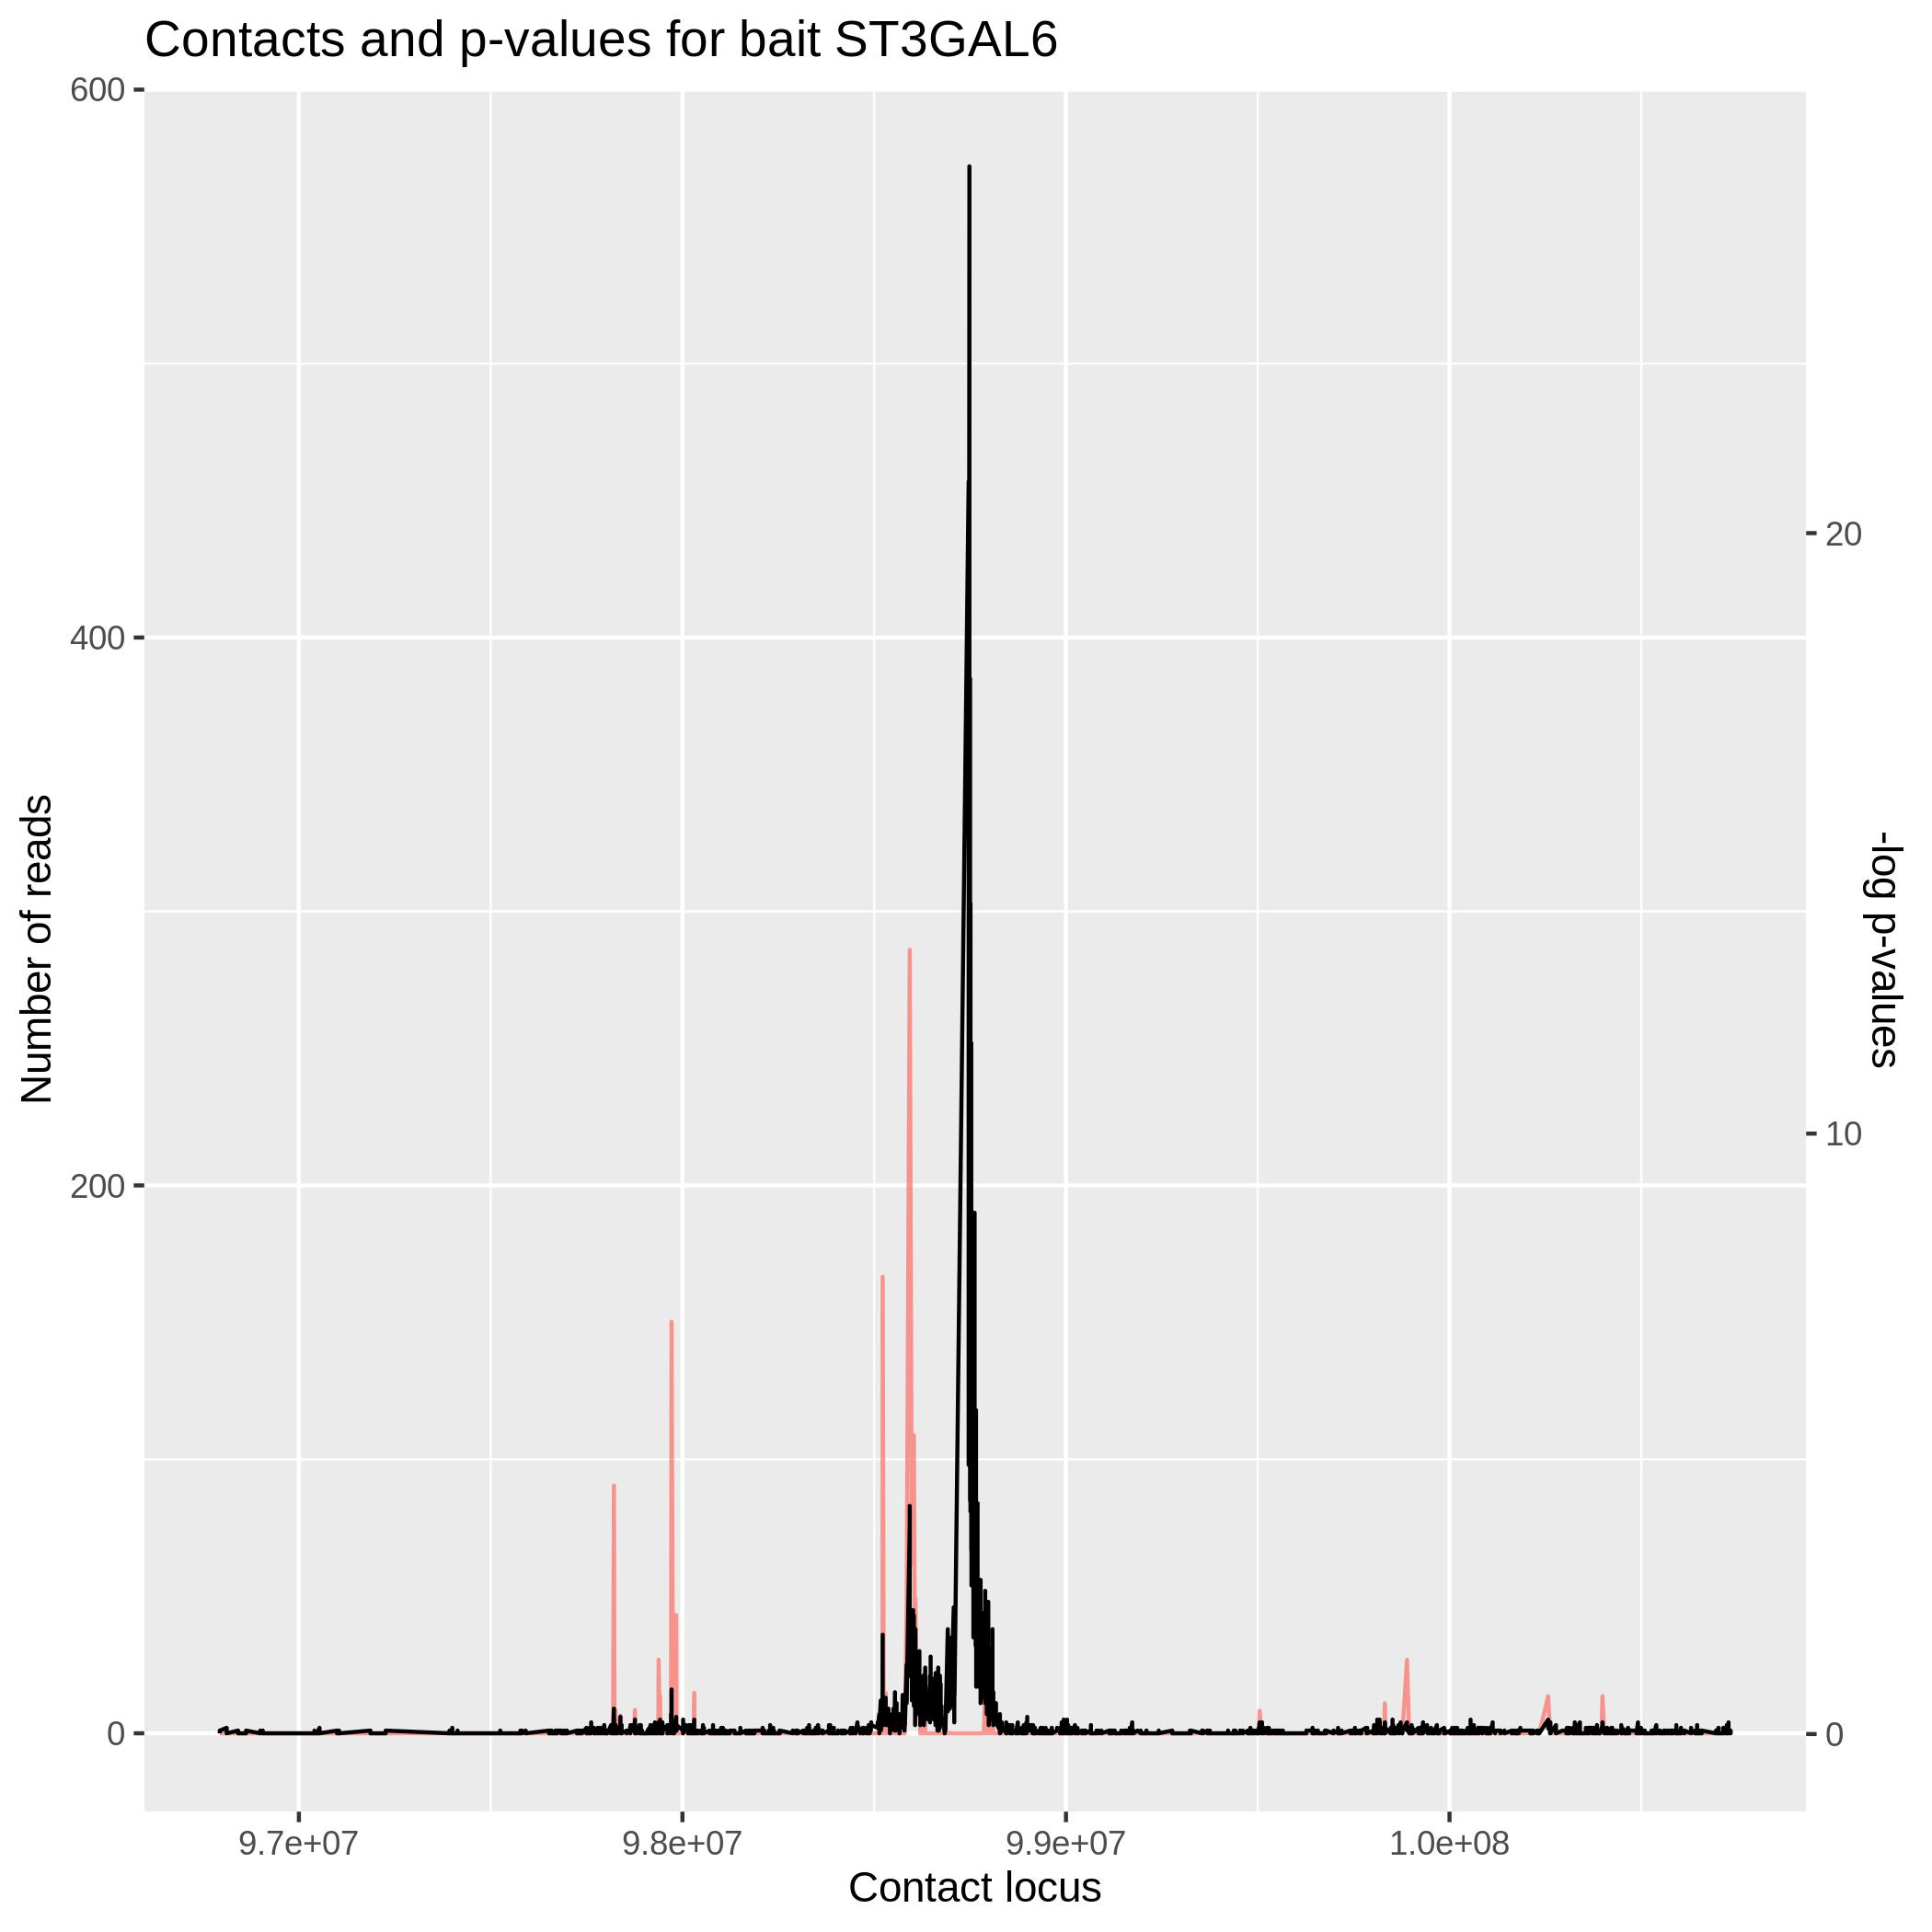 Contacts and p-values for bait ST3GAL6
600
400
200
0
Number of reads
20
10
0
-log p-values
9.7e+07 9.8e+07 9.9e+07 1.0e+08
Contact locus